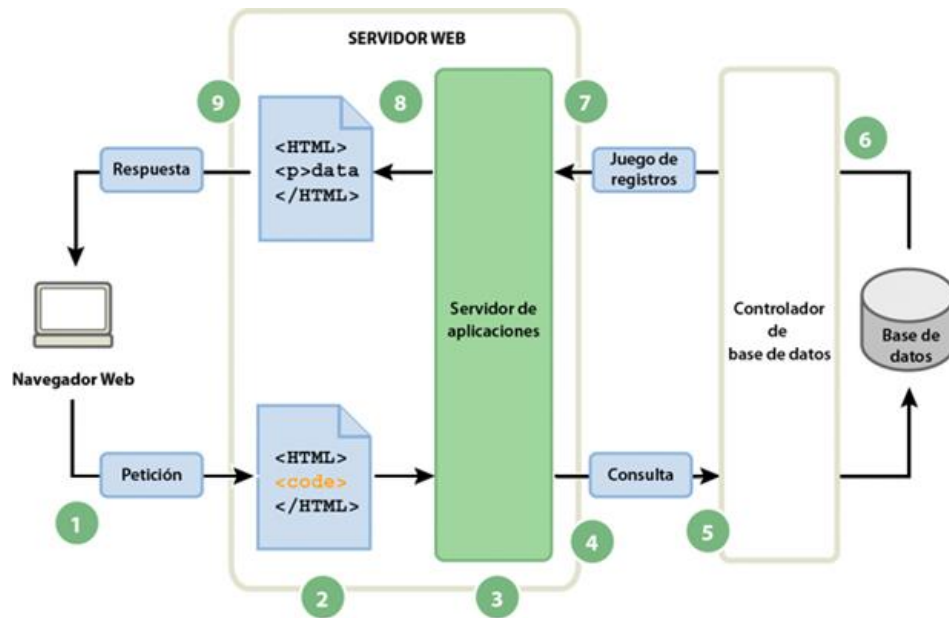 SERVIDOR WEB
9
8
7
6
Respuesta
<HTML>
<p>data
</HTML>
Juego de
registros
Servidor de
aplicaciones
Controlador
de
base de datos
Base de
datos
Navegador Web
Petición
<HTML>
<code>
</HTML>
Consulta
1
2
3
4
5